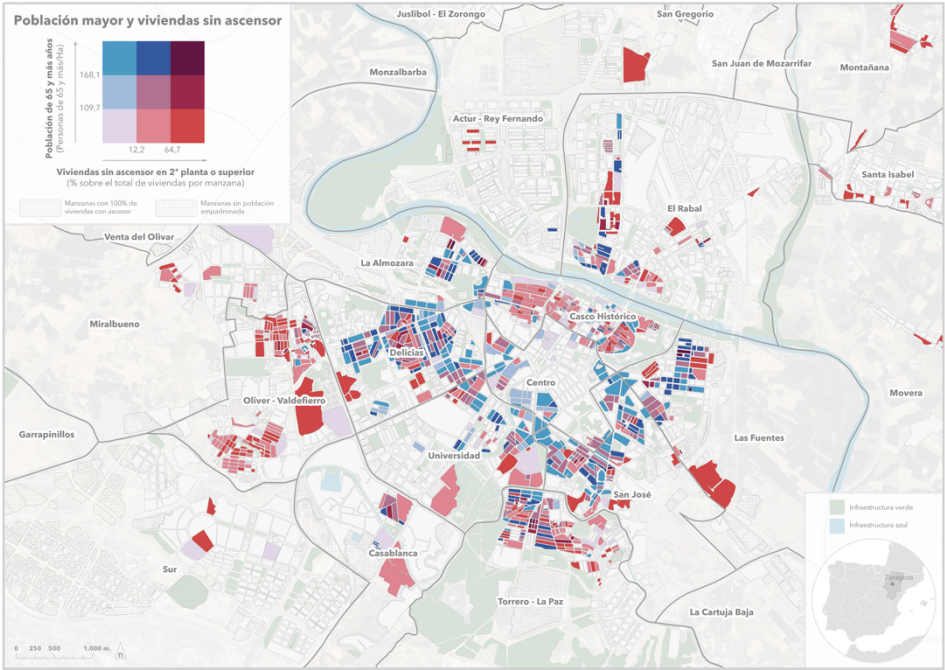 Población mayor y viviendas sin ascensor
Población de 65 y más años
(Personas de 65 y más/Ha)
168,1
109,7
12,2
64,7
Viviendas sin ascensor en 2ª planta o superior
(% sobre el total de viviendas por manzana)
Manzanas con 100% de
viviendas con ascesor
Manzanas sin población
empadronada
Juslibol - El Zorongo
San Gregorio
Monzalbarba
San Juan de Mozarrifar
Montañana
Actur - Rey Fernando
Santa Isabel
El Rabal
Venta del Olivar
La Almozara
Miralbueno
Casco Histórico
Delicias
Centro
Oliver - Valdefierro
Movera
Garrapinillos
Las Fuentes
Universidad
San José
Casablanca
Sur
Torrero - La Paz
La Cartuja Baja
Infraestructura verde
Infraestructura azul
Zaragoza
0 250 500 1.000 m.
n